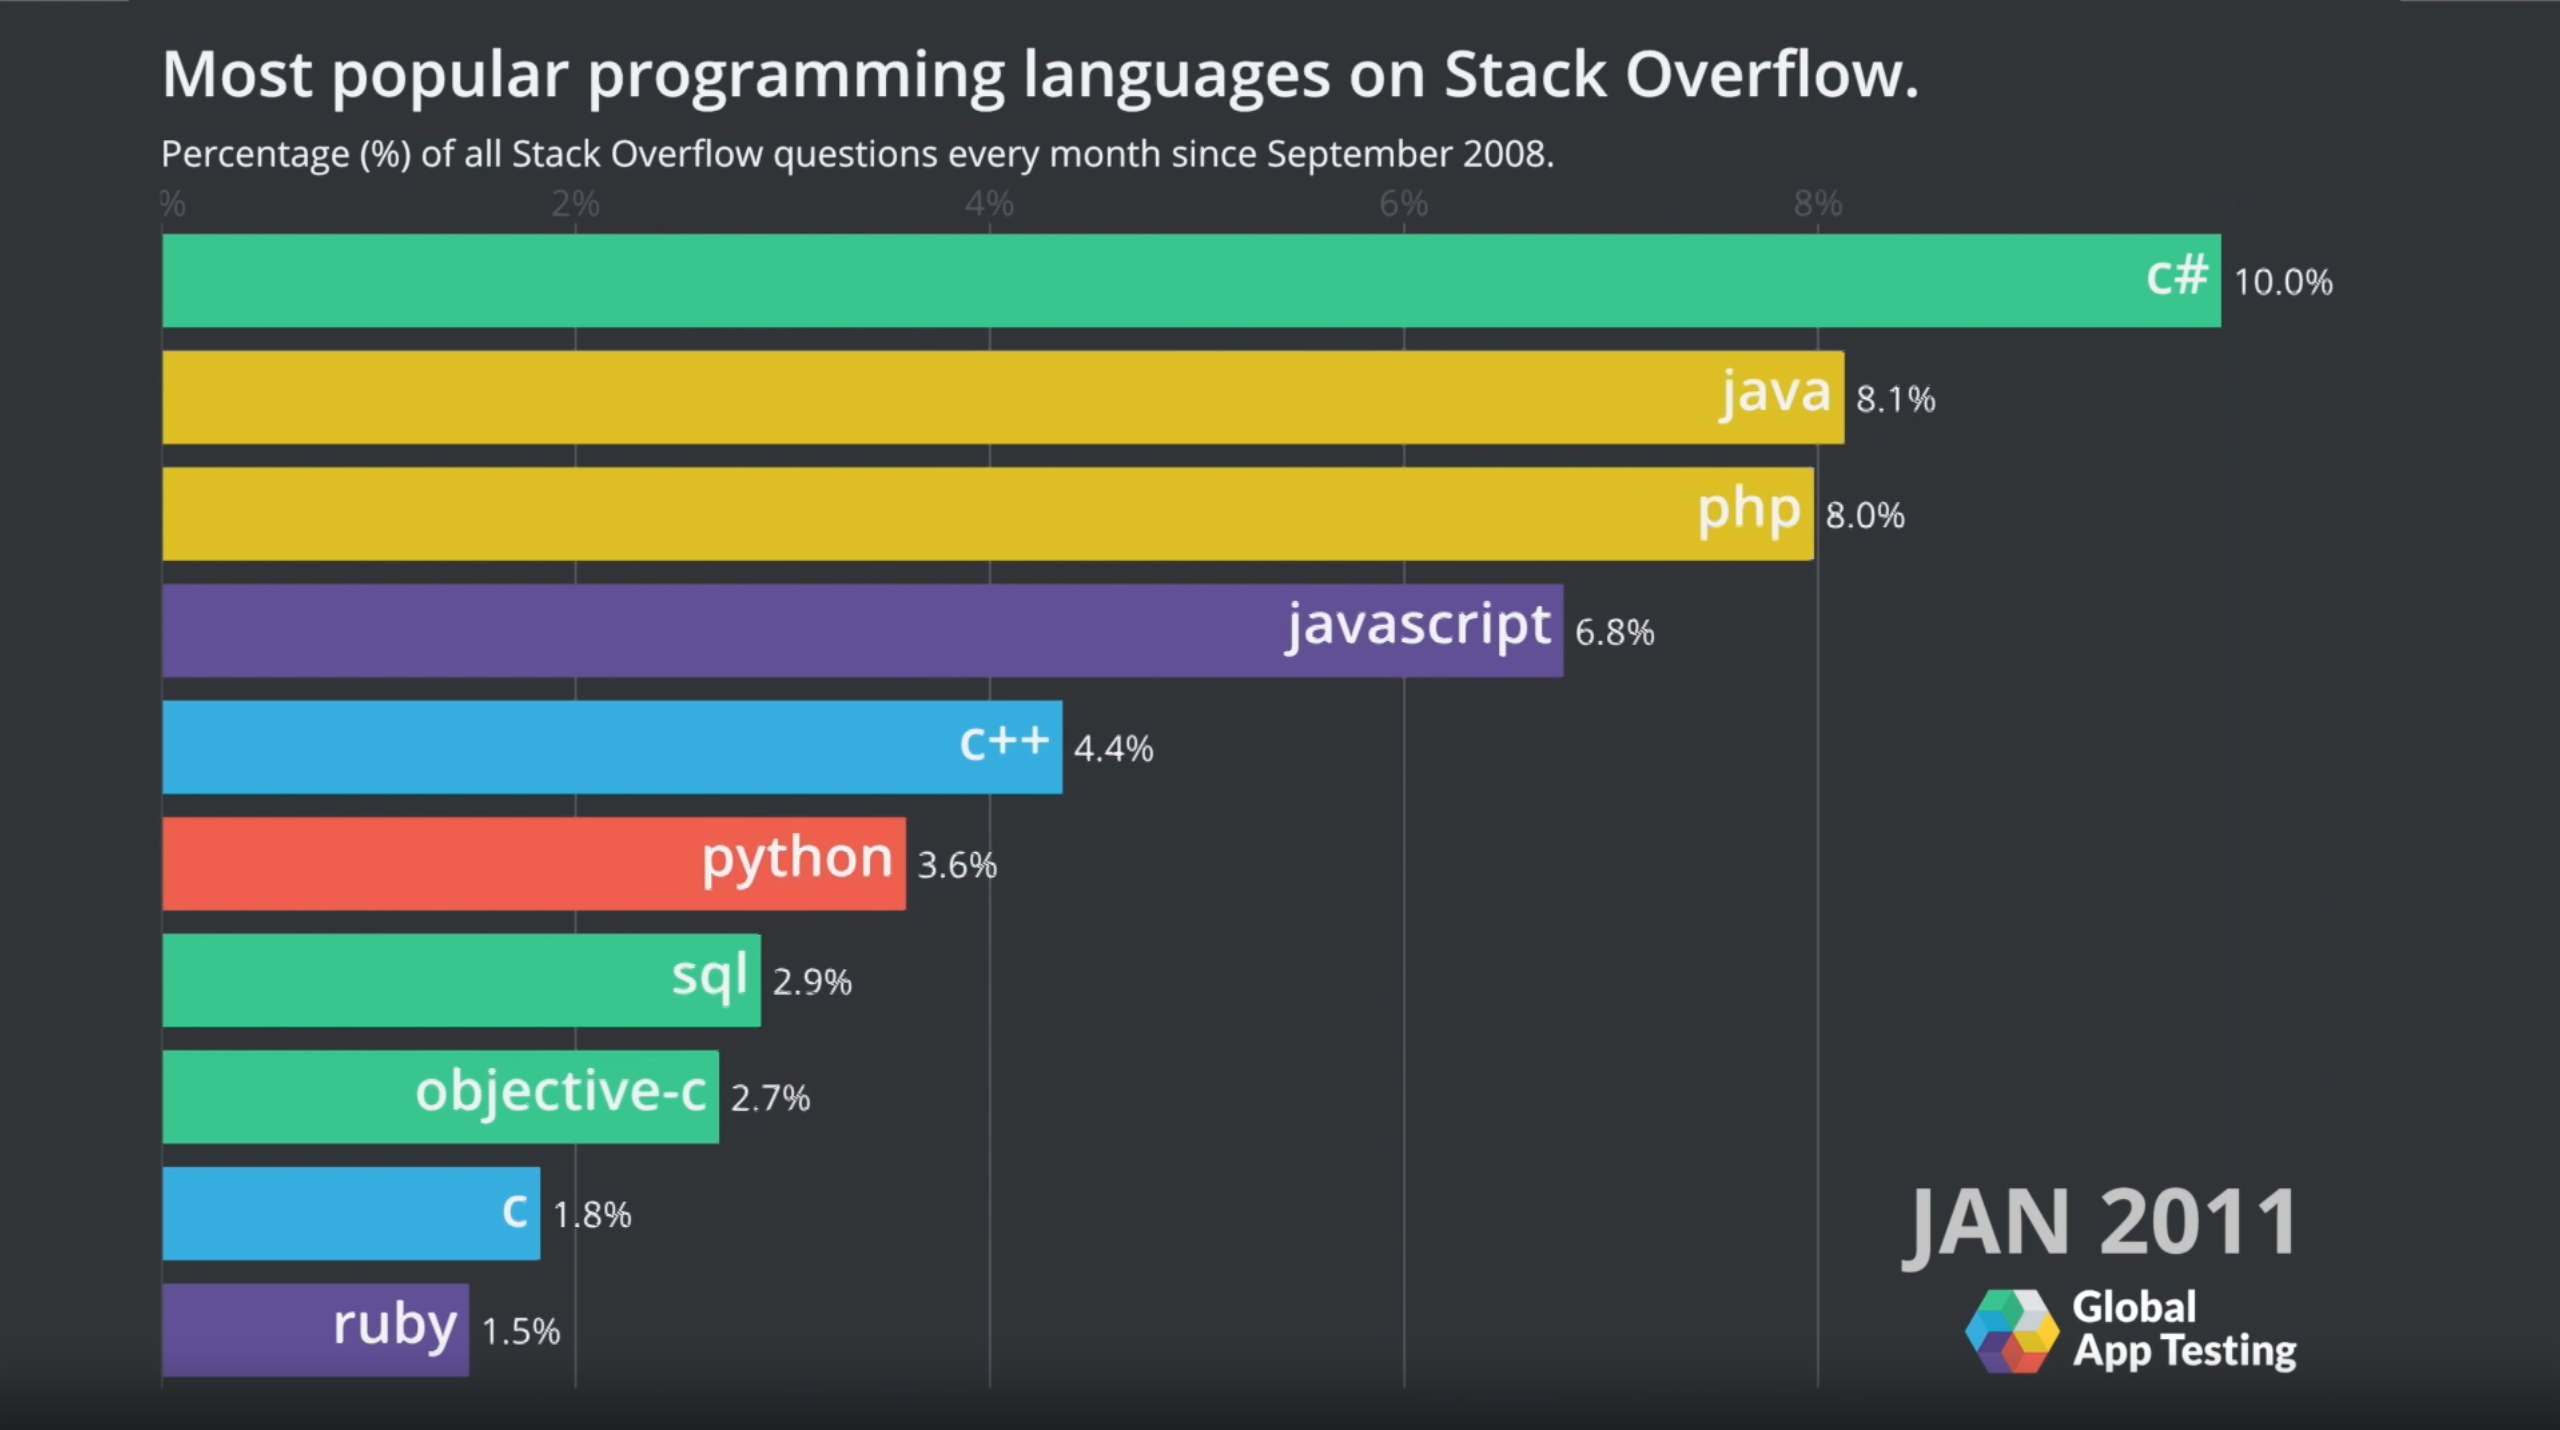 Most popular programming languages on Stack Overflow.
Percentage (%) of all Stack Overflow questions every month since September 2008.
% 2% 4% 6% 8%
c# 10.0%
java 8.1%
php 8.0%
javascript 6.8%
c++ 4.4%
python 3.6%
sql 2.9%
objective-c 2.7%
c 1.8%
ruby 1.5%
JAN 2011
Global
App Testing